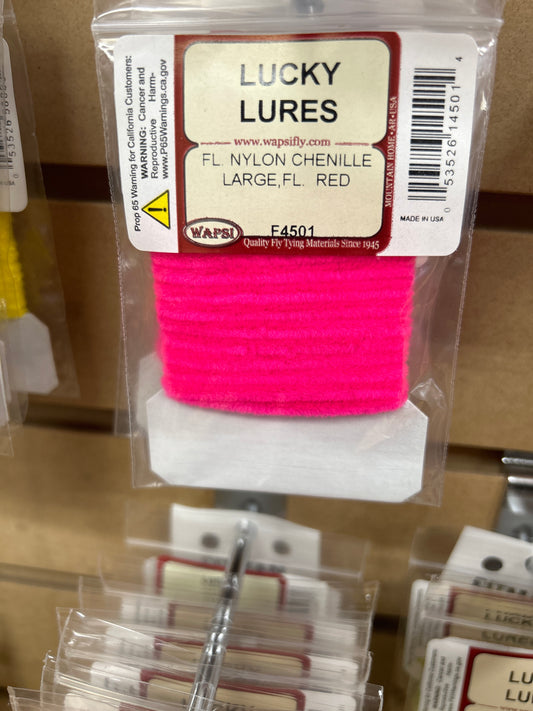 Prop 65 Warning for California Customers:
WARNING: Cancer and
Reproductive Harm-
www.P65Warnings.ca.gov
LUCKY
LURES
www.wapsifly.com
FL. NYLON CHENILLE
LARGE,FL. RED
F4501
WAPSI
Quality Fly Tying Materials Since 1945
MOUNTAIN HOME • AR • USA
MADE IN USA
0 53526 14501 4
LU
LUR